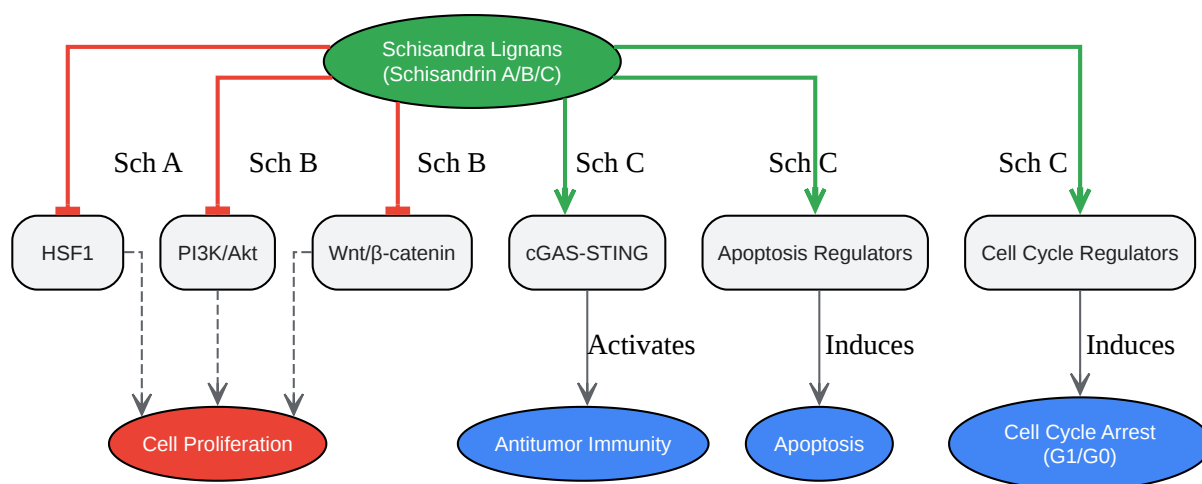 Schisandra Lignans
(Schisandrin A/B/C)
Sch A
Sch B
Sch B
Sch C
Sch C
Sch C
HSF1
PI3K/Akt
Wnt/β-catenin
cGAS-STING
Apoptosis Regulators
Cell Cycle Regulators
Activates
Induces
Induces
Cell Proliferation
Antitumor Immunity
Apoptosis
Cell Cycle Arrest
(G1/G0)